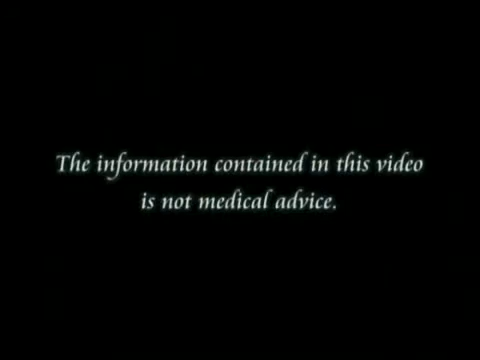 The information contained in this video
is not medical advice.